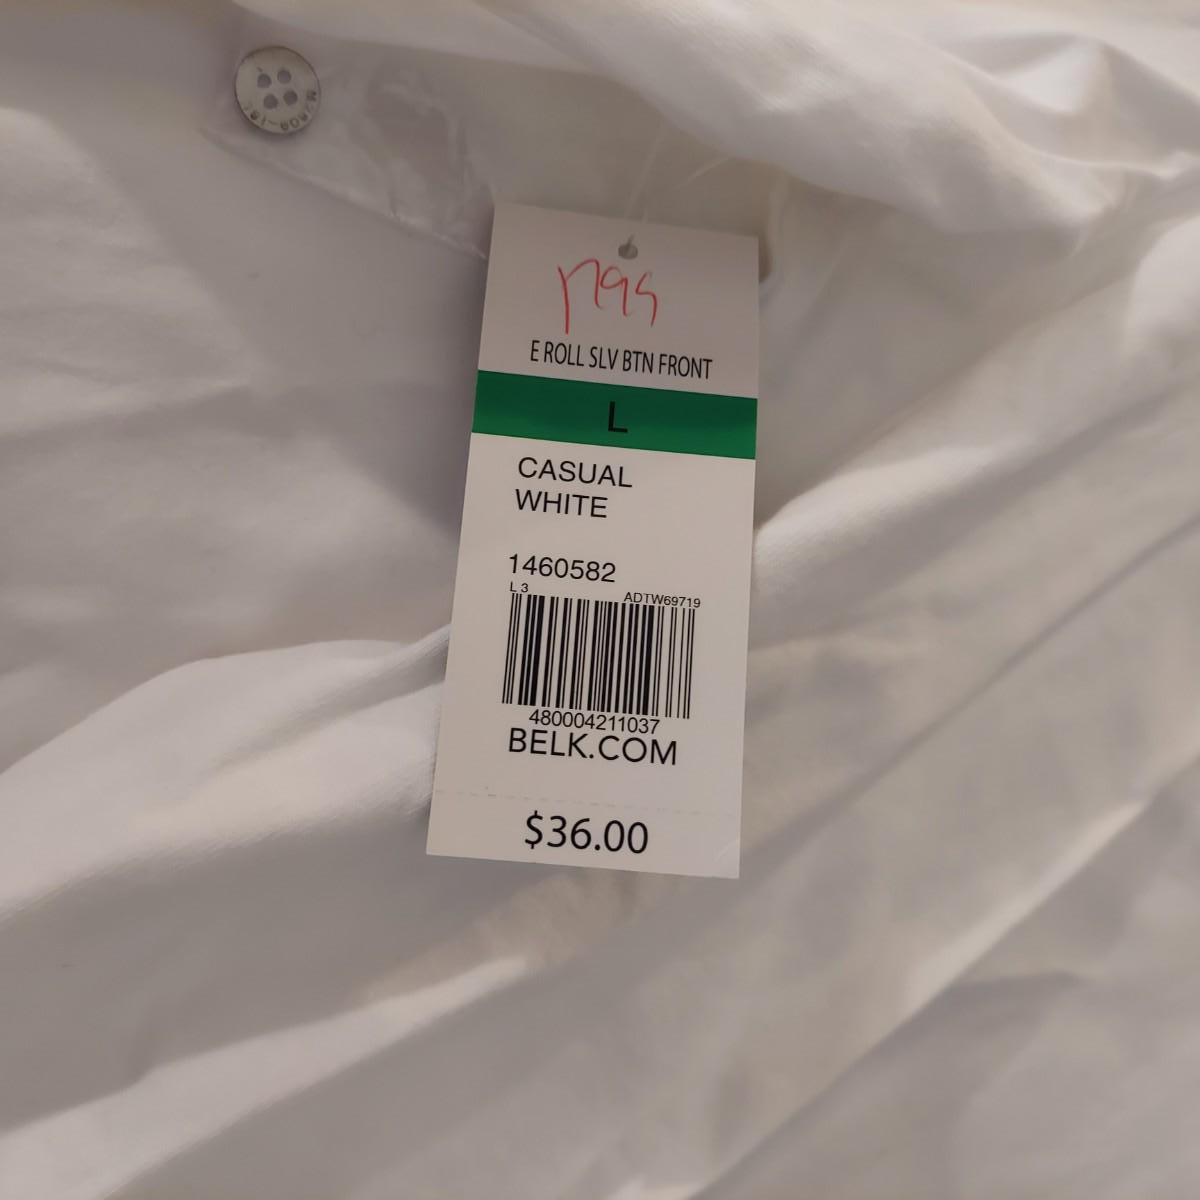 E ROLL SLV BTN FRONT
L
CASUAL
WHITE
1460582
L 3 ADTW69719
480004211037
BELK.COM
$36.00